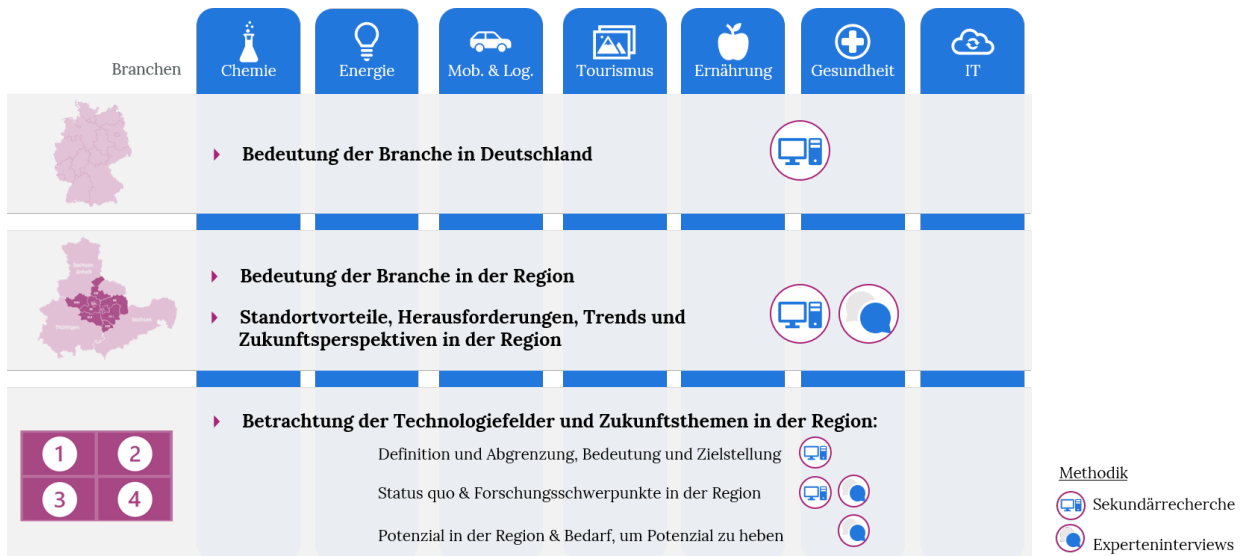 Branchen
Chemie
Energie
Mob. & Log.
Tourismus
Ernährung
Gesundheit
IT
Bedeutung der Branche in Deutschland
Bedeutung der Branche in der Region
Standortvorteile, Herausforderungen, Trends und
Zukunftsperspektiven in der Region
Betrachtung der Technologiefelder und Zukunftsthemen in der Region:
Definition und Abgrenzung, Bedeutung und Zielstellung
Status quo & Forschungsschwerpunkte in der Region
Potenzial in der Region & Bedarf, um Potenzial zu heben
1
2
3
4
Methodik
Sekundärrecherche
Experteninterviews